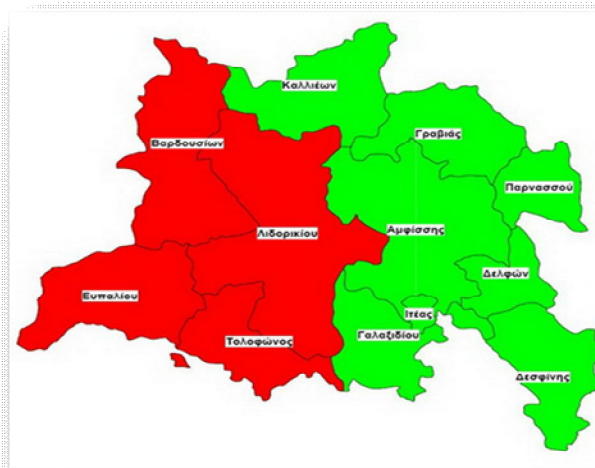 Καλλιέων
Γραβιάς
Βαρδουσίων
Παρνασσού
Λιδορικίου
Αμφίσσης
Δελφών
Ευπαλίου
Ιτέας
Τολοφώνος
Γαλαξιδίου
Δεσφίνης